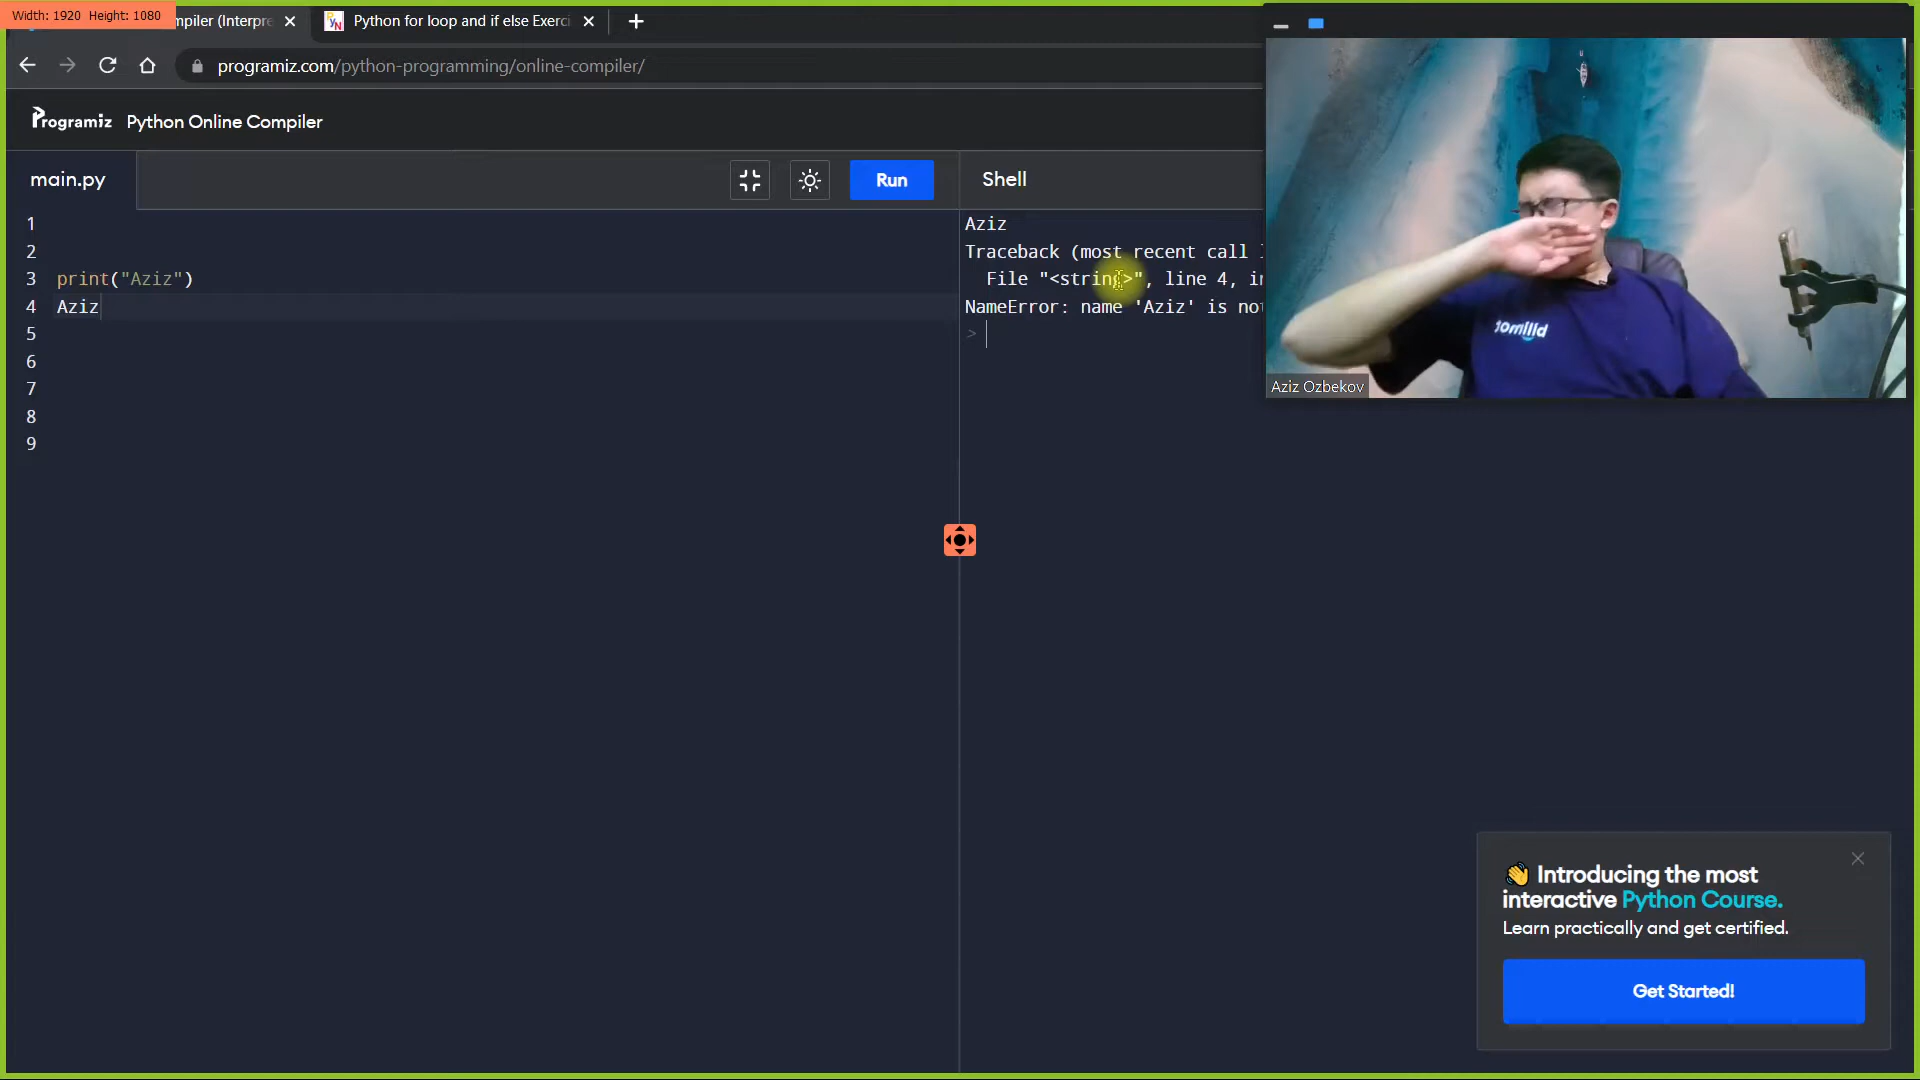 Width: 1920 Height: 1080
mpiler (Interpre
Python for loop and if else Exerci
programiz.com/python-programming/online-compiler/
Programiz
Python Online Compiler
main.py
Run
Shell
1
2
3 print("Aziz")
4 Aziz
5
6
7
8
9
Aziz
Traceback (most recent call l
File "<string>", line 4, in
NameError: name 'Aziz' is not
>
Aziz Ozbekov
👋 Introducing the most
interactive Python Course.
Learn practically and get certified.
Get Started!